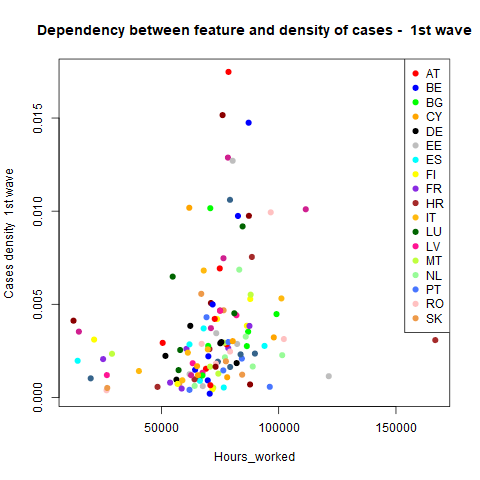 Dependency between feature and density of cases - 1st wave
Cases density 1st wave
0.015
0.010
0.005
0.000
AT
BE
BG
CY
DE
EE
ES
FI
FR
HR
IT
LU
LV
MT
NL
PT
RO
SK
50000
100000
150000
Hours_worked